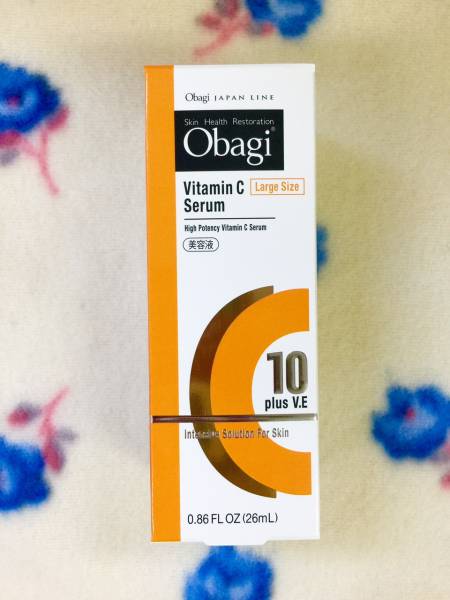 Obagi JAPAN LINE
Skin Health Restoration
Obagi®
Vitamin C Large Size
Serum
High Potency Vitamin C Serum
美容液
10
plus V.E
Intensive Solution For Skin
0.86 FL OZ (26mL)